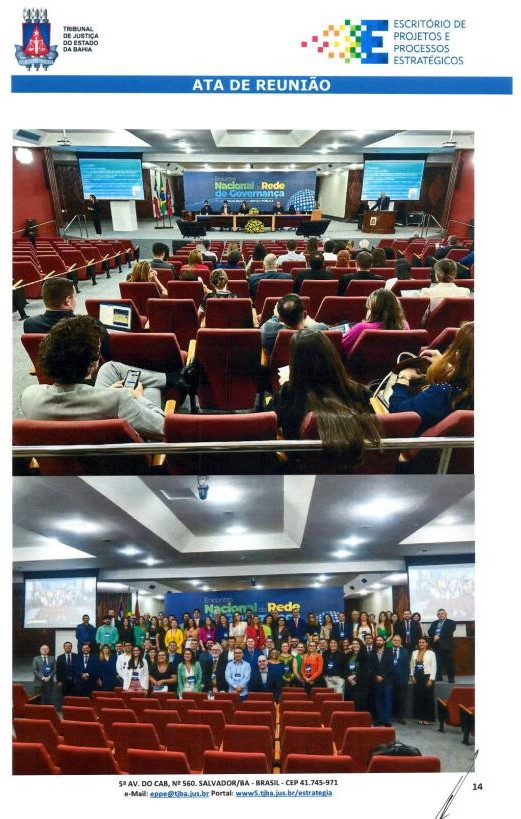 TRIBUNAL
DE JUSTIÇA
DO ESTADO
DA BAHIA
ESCRITÓRIO DE
PROJETOS E
PROCESSOS
ESTRATÉGICOS
ATA DE REUNIÃO
Encontro
Nacional da Rede
de Governança
Encontro
Nacional da Rede
5ª AV. DO CAB, Nº 560. SALVADOR/BA - BRASIL - CEP 41.745-971
e-Mail: eppe@tjba.jus.br Portal: www5.tjba.jus.br/estrategia
14